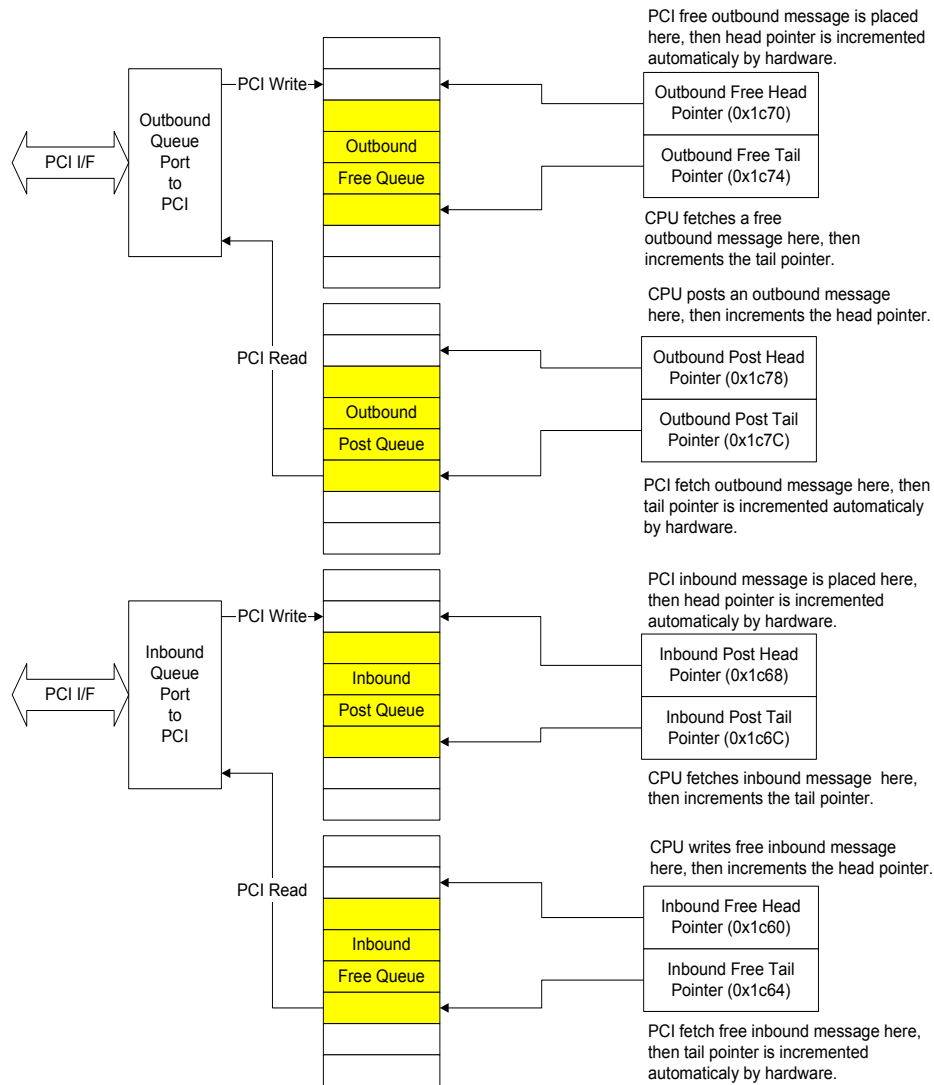 PCI free outbound message is placed
here, then head pointer is incremented
automaticaly by hardware.
PCI Write
Outbound
Queue
Port
to
PCI
PCI I/F
Outbound
Free Queue
Outbound Free Head
Pointer (0x1c70)
Outbound Free Tail
Pointer (0x1c74)
CPU fetches a free
outbound message here, then
increments the tail pointer.
CPU posts an outbound message
here, then increments the head pointer.
PCI Read
Outbound
Post Queue
Outbound Post Head
Pointer (0x1c78)
Outbound Post Tail
Pointer (0x1c7C)
PCI fetch outbound message here, then
tail pointer is incremented automaticaly
by hardware.
PCI inbound message is placed here,
then head pointer is incremented
automaticaly by hardware.
PCI Write
Inbound
Queue
Port
to
PCI
PCI I/F
Inbound
Post Queue
Inbound Post Head
Pointer (0x1c68)
Inbound Post Tail
Pointer (0x1c6C)
CPU fetches inbound message here,
then increments the tail pointer.
CPU writes free inbound message
here, then increments the head pointer.
PCI Read
Inbound
Free Queue
Inbound Free Head
Pointer (0x1c60)
Inbound Free Tail
Pointer (0x1c64)
PCI fetch free inbound message here,
then tail pointer is incremented
automaticaly by hardware.